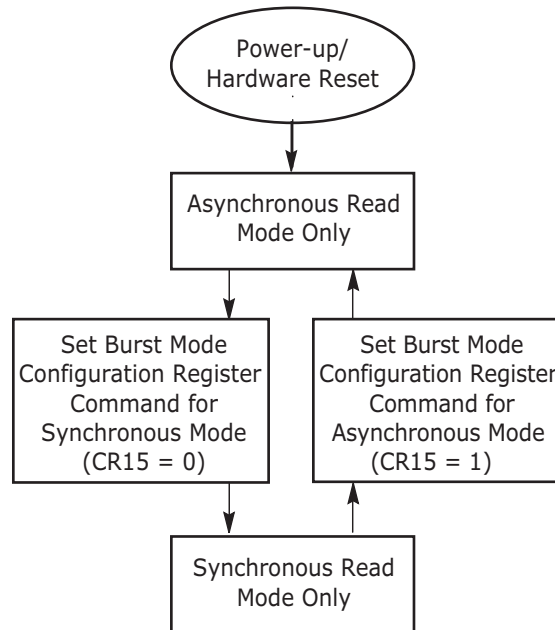 Power-up/
Hardware Reset
Asynchronous Read
Mode Only
Set Burst Mode
Configuration Register
Command for
Synchronous Mode
(CR15 = 0)
Set Burst Mode
Configuration Register
Command for
Asynchronous Mode
(CR15 = 1)
Synchronous Read
Mode Only